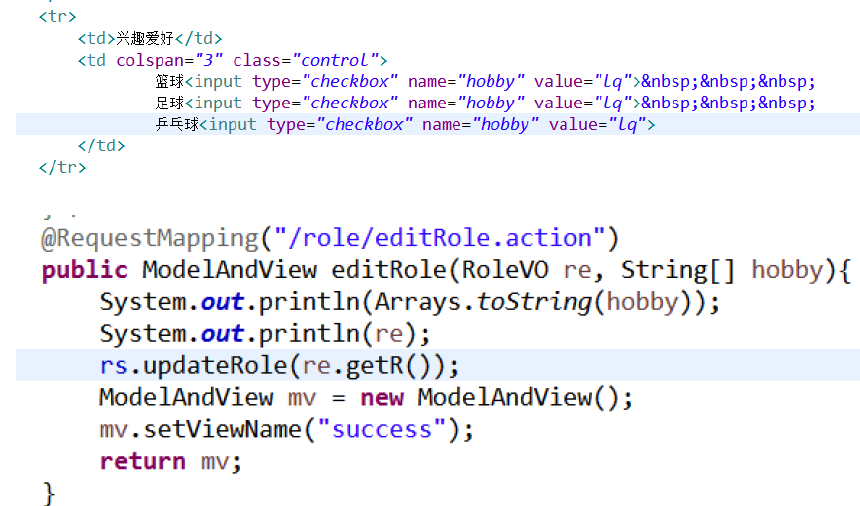 <tr>
<td>兴趣爱好</td>
<td colspan="3" class="control">
篮球<input type="checkbox" name="hobby" value="lq">&nbsp;&nbsp;&nbsp;
足球<input type="checkbox" name="hobby" value="lq">&nbsp;&nbsp;&nbsp;
乒乓球<input type="checkbox" name="hobby" value="lq">
</td>
</tr>
@RequestMapping("/role/editRole.action")
public ModelAndView editRole(RoleVO re, String[] hobby){
System.out.println(Arrays.toString(hobby));
System.out.println(re);
rs.updateRole(re.getR());
ModelAndView mv = new ModelAndView();
mv.setViewName("success");
return mv;
}